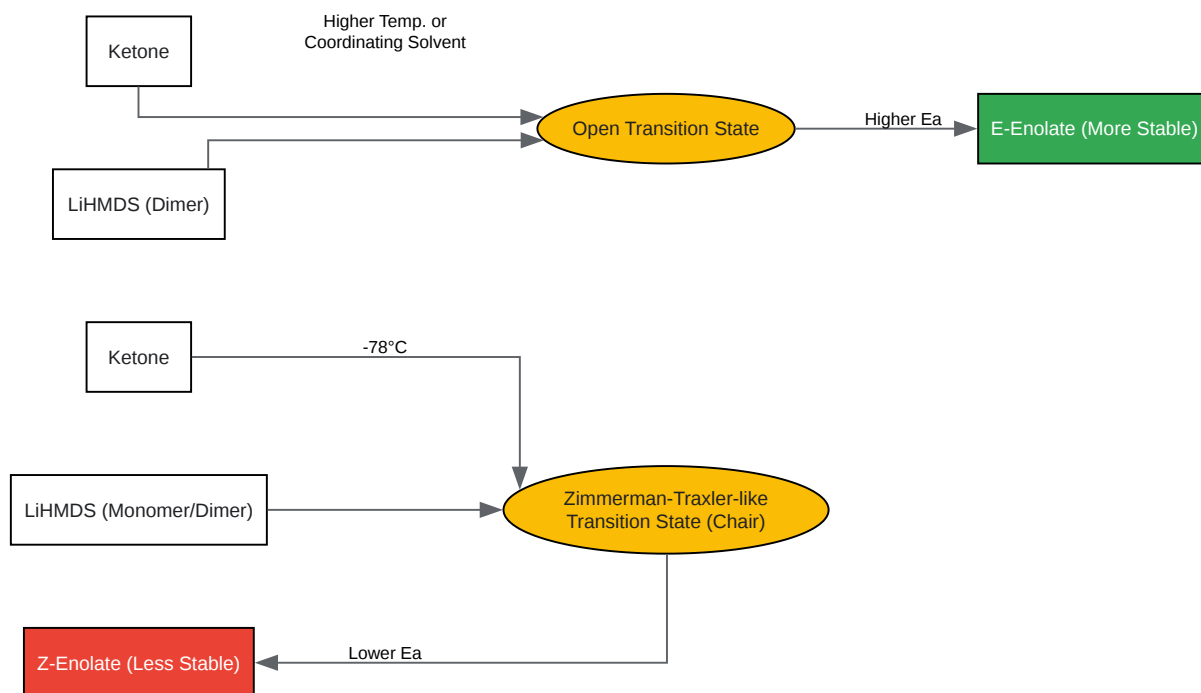 Higher Temp. or
Coordinating Solvent
Ketone
Open Transition State
Higher Ea
E-Enolate (More Stable)
LiHMDS (Dimer)
Ketone
-78°C
LiHMDS (Monomer/Dimer)
Zimmerman-Traxler-like
Transition State (Chair)
Z-Enolate (Less Stable)
Lower Ea